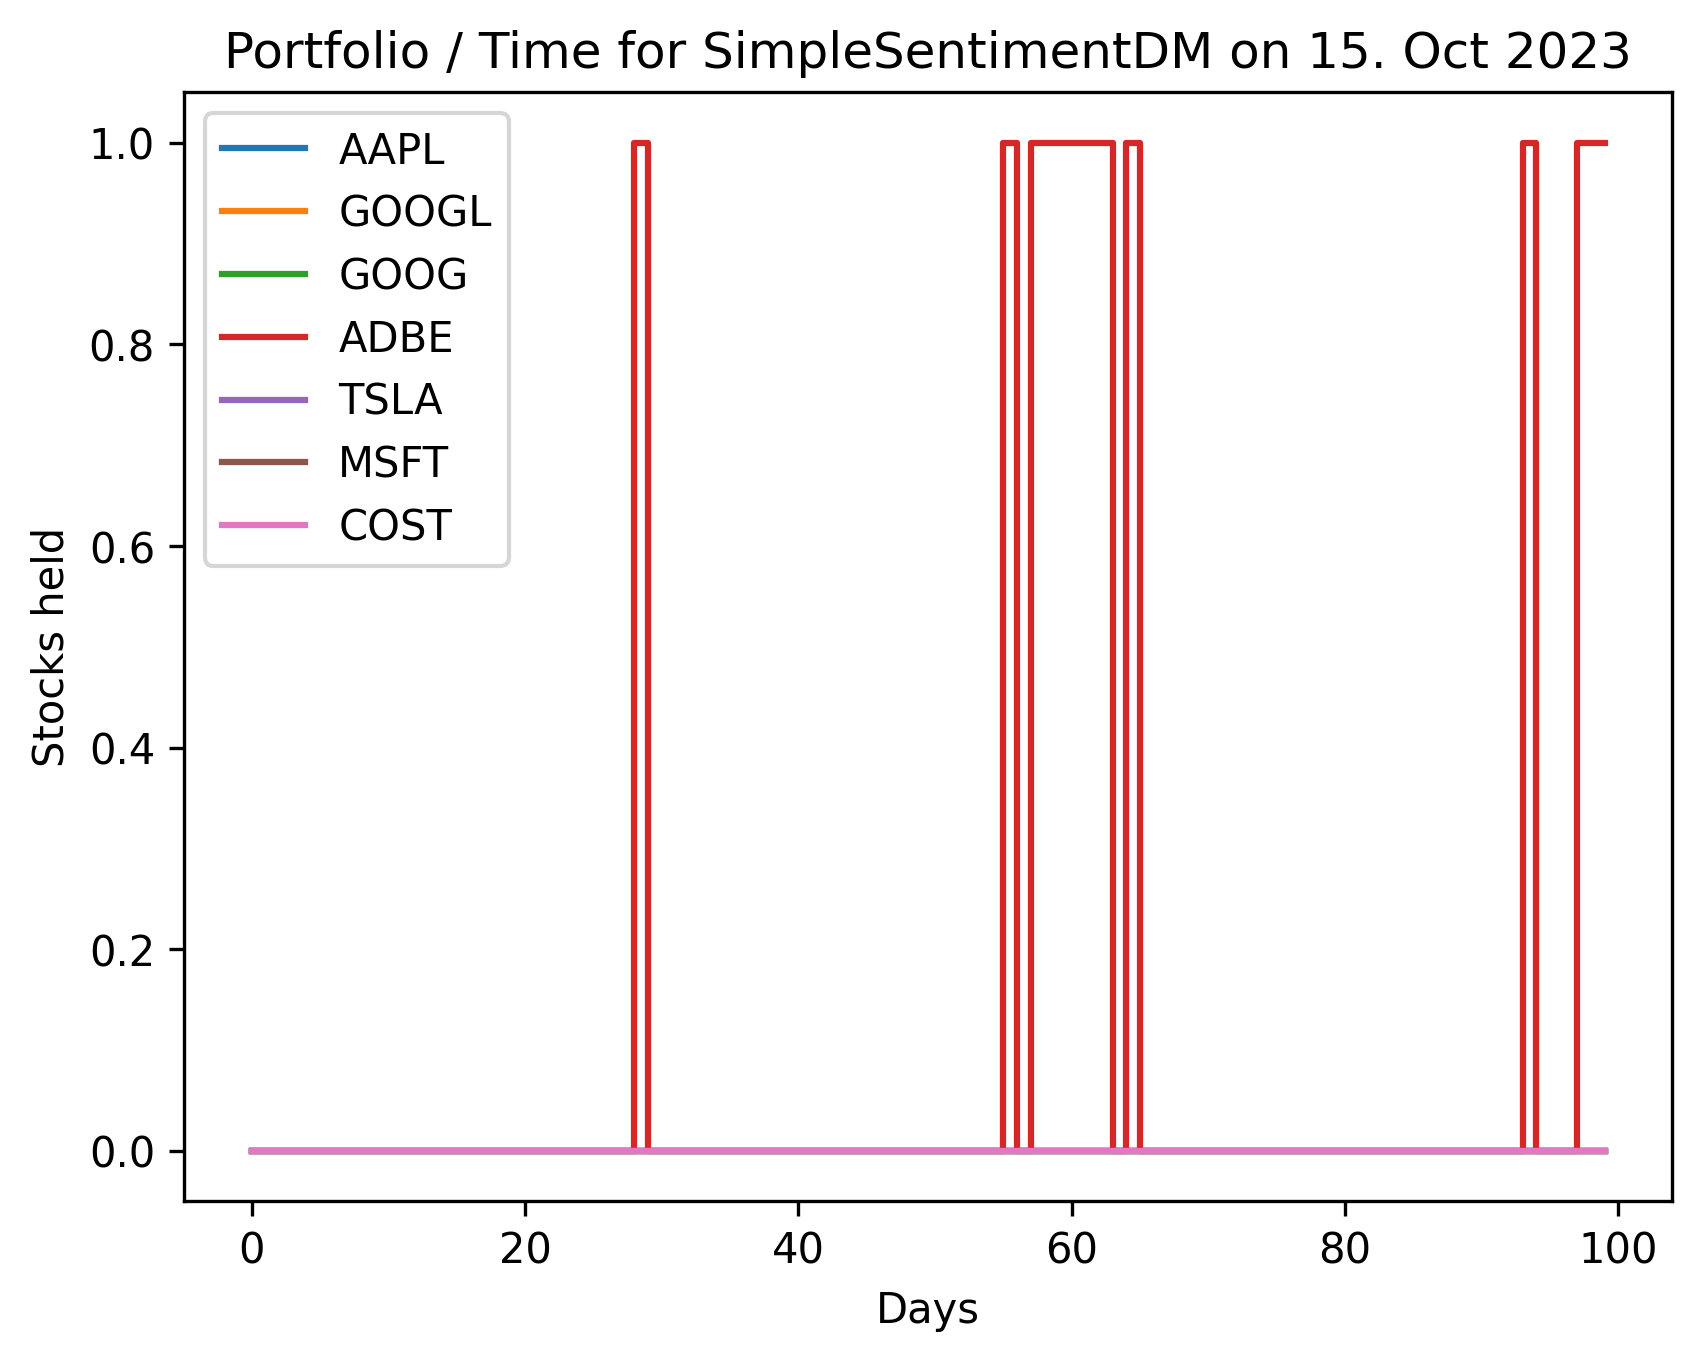 Portfolio / Time for SimpleSentimentDM on 15. Oct 2023
AAPL
GOOGL
GOOG
ADBE
TSLA
MSFT
COST
Stocks held
1.0
0.8
0.6
0.4
0.2
0.0
0 20 40 60 80 100
Days